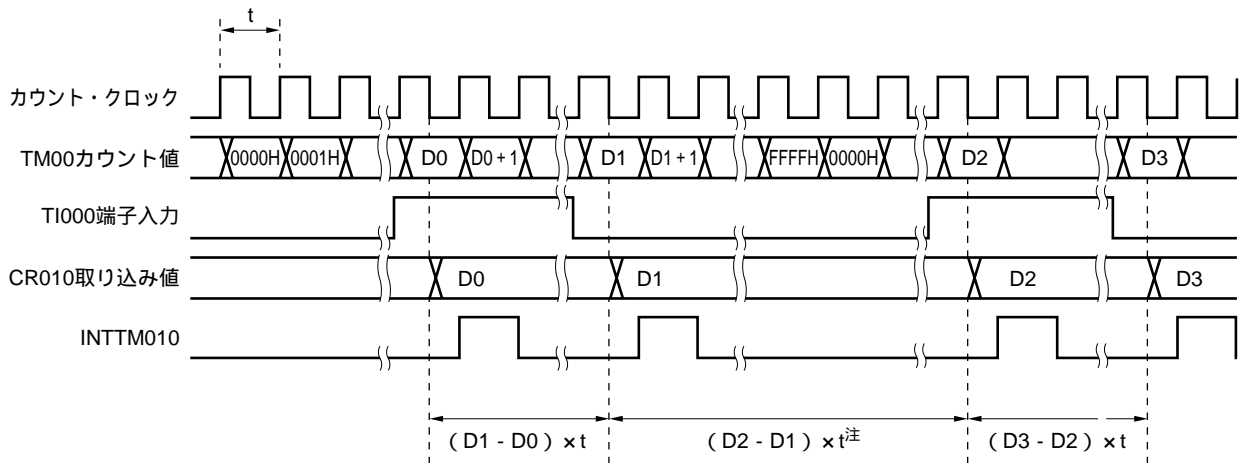 t
カウント・クロック
TM00カウント値
0000H 0001H D0 D0 + 1 D1 D1 + 1 FFFFH 0000H D2 D3
TI000端子入力
CR010取り込み値
D0 D1 D2 D3
INTTM010
（D1 - D0）×t （D2 - D1）×t注 （D3 - D2）×t